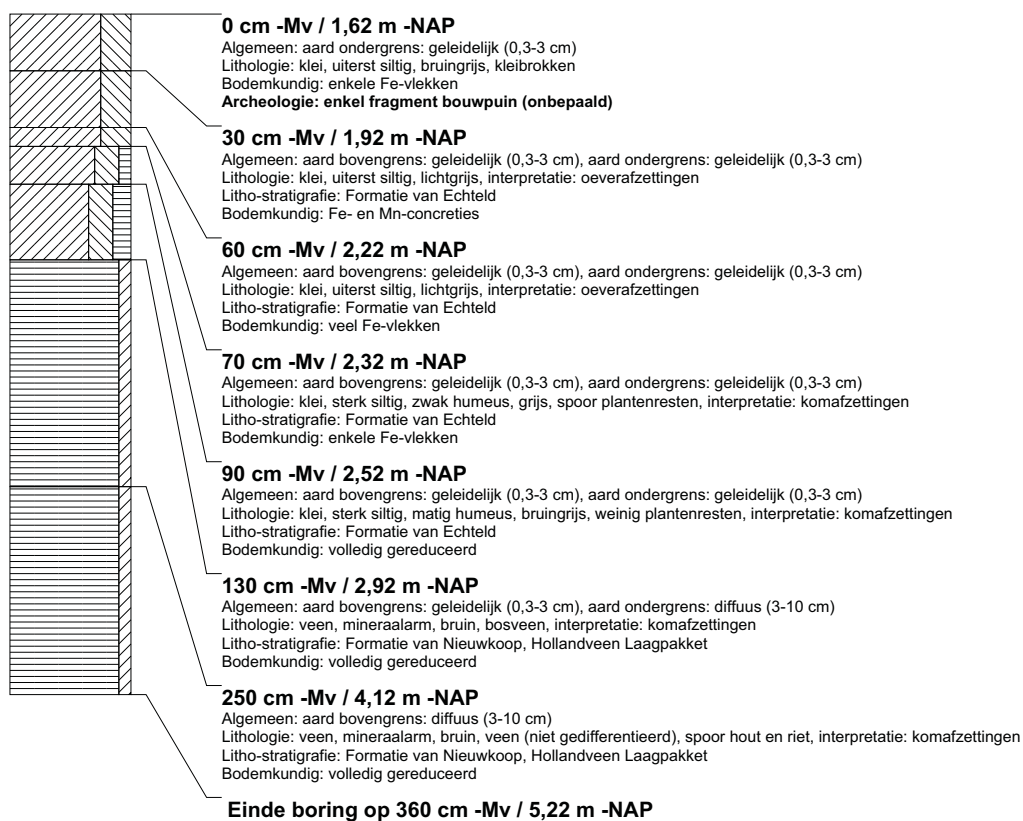 0 cm -Mv / 1,62 m -NAP
Algemeen: aard ondergrens: geleidelijk (0,3-3 cm)
Lithologie: klei, uiterst siltig, bruingrijs, kleibrokken
Bodemkundig: enkele Fe-vlekken
Archeologie: enkel fragment bouwpuin (onbepaald)
30 cm -Mv / 1,92 m -NAP
Algemeen: aard bovengrens: geleidelijk (0,3-3 cm), aard ondergrens: geleidelijk (0,3-3 cm)
Lithologie: klei, uiterst siltig, lichtgrijs, interpretatie: oeverafzettingen
Litho-stratigrafie: Formatie van Echteld
Bodemkundig: Fe- en Mn-concreties
60 cm -Mv / 2,22 m -NAP
Algemeen: aard bovengrens: geleidelijk (0,3-3 cm), aard ondergrens: geleidelijk (0,3-3 cm)
Lithologie: klei, uiterst siltig, lichtgrijs, interpretatie: oeverafzettingen
Litho-stratigrafie: Formatie van Echteld
Bodemkundig: veel Fe-vlekken
70 cm -Mv / 2,32 m -NAP
Algemeen: aard bovengrens: geleidelijk (0,3-3 cm), aard ondergrens: geleidelijk (0,3-3 cm)
Lithologie: klei, sterk siltig, zwak humeus, grijs, spoor plantenresten, interpretatie: komafzettingen
Litho-stratigrafie: Formatie van Echteld
Bodemkundig: enkele Fe-vlekken
90 cm -Mv / 2,52 m -NAP
Algemeen: aard bovengrens: geleidelijk (0,3-3 cm), aard ondergrens: geleidelijk (0,3-3 cm)
Lithologie: klei, sterk siltig, matig humeus, bruingrijs, weinig plantenresten, interpretatie: komafzettingen
Litho-stratigrafie: Formatie van Echteld
Bodemkundig: volledig gereduceerd
130 cm -Mv / 2,92 m -NAP
Algemeen: aard bovengrens: geleidelijk (0,3-3 cm), aard ondergrens: diffuus (3-10 cm)
Lithologie: veen, mineraalarm, bruin, bosveen, interpretatie: komafzettingen
Litho-stratigrafie: Formatie van Nieuwkoop, Hollandveen Laagpakket
Bodemkundig: volledig gereduceerd
250 cm -Mv / 4,12 m -NAP
Algemeen: aard bovengrens: diffuus (3-10 cm)
Lithologie: veen, mineraalarm, bruin, veen (niet gedifferentieerd), spoor hout en riet, interpretatie: komafzettingen
Litho-stratigrafie: Formatie van Nieuwkoop, Hollandveen Laagpakket
Bodemkundig: volledig gereduceerd
Einde boring op 360 cm -Mv / 5,22 m -NAP